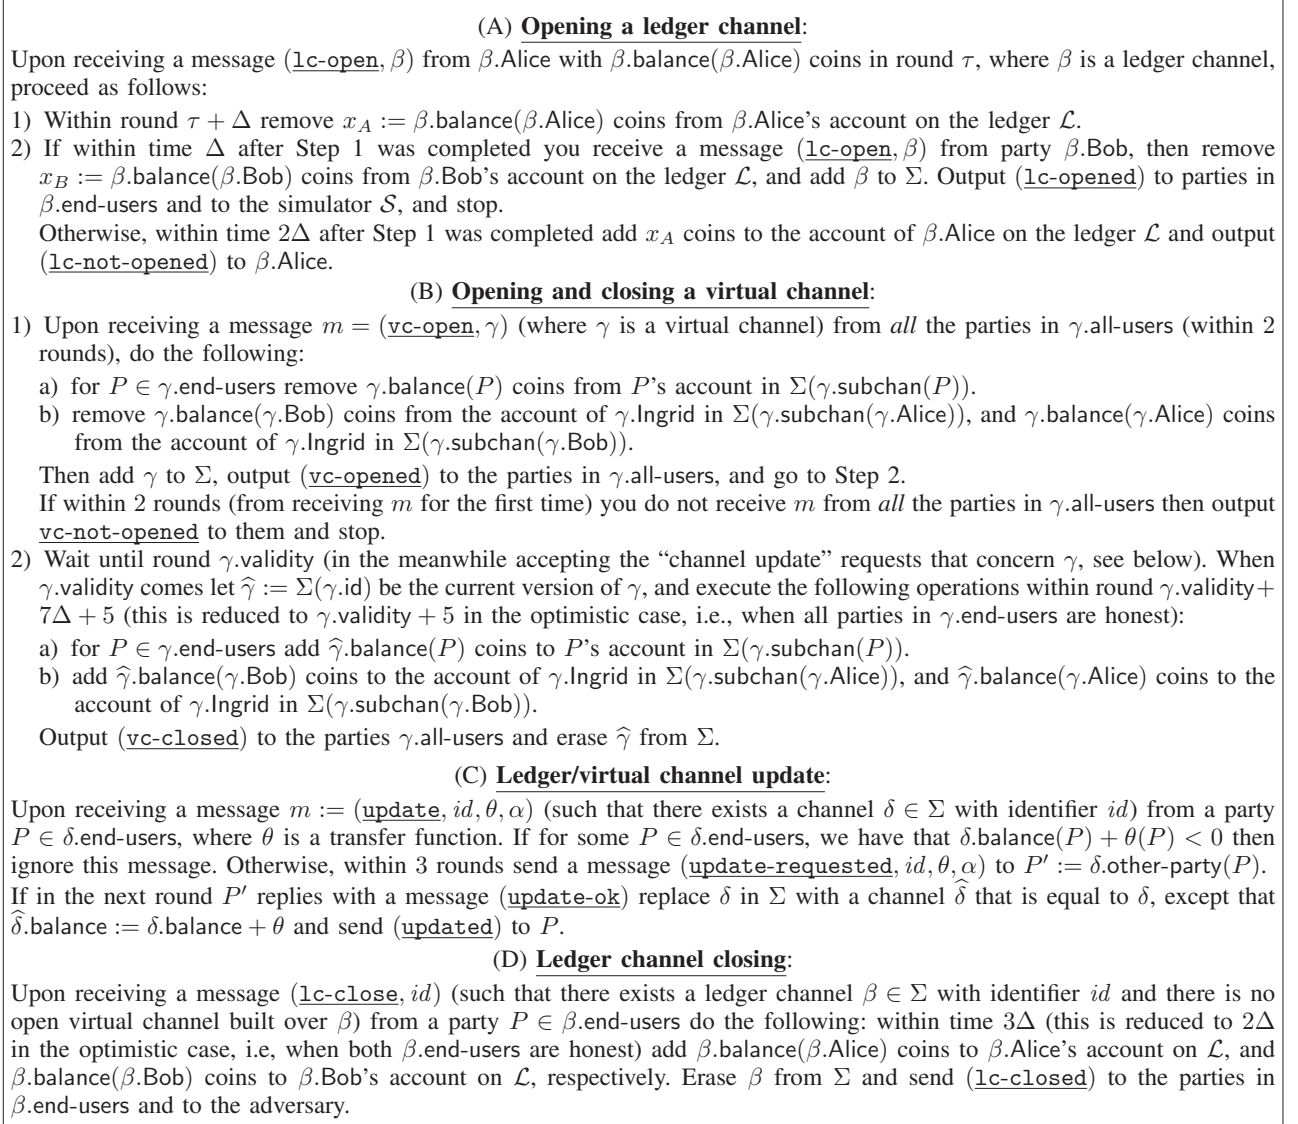 (A) Opening a ledger channel:
Upon receiving a message (lc-open, β) from β.Alice with β.balance(β.Alice) coins in round τ, where β is a ledger channel,
proceed as follows:
1) Within round τ + Δ remove x_A := β.balance(β.Alice) coins from β.Alice's account on the ledger ℒ.
2) If within time Δ after Step 1 was completed you receive a message (lc-open, β) from party β.Bob, then remove
x_B := β.balance(β.Bob) coins from β.Bob's account on the ledger ℒ, and add β to Σ. Output (lc-opened) to parties in
β.end-users and to the simulator 𝒮, and stop.
Otherwise, within time 2Δ after Step 1 was completed add x_A coins to the account of β.Alice on the ledger ℒ and output
(lc-not-opened) to β.Alice.
(B) Opening and closing a virtual channel:
1) Upon receiving a message m = (vc-open, γ) (where γ is a virtual channel) from all the parties in γ.all-users (within 2
rounds), do the following:
a) for P ∈ γ.end-users remove γ.balance(P) coins from P's account in Σ(γ.subchan(P)).
b) remove γ.balance(γ.Bob) coins from the account of γ.Ingrid in Σ(γ.subchan(γ.Alice)), and γ.balance(γ.Alice) coins
from the account of γ.Ingrid in Σ(γ.subchan(γ.Bob)).
Then add γ to Σ, output (vc-opened) to the parties in γ.all-users, and go to Step 2.
If within 2 rounds (from receiving m for the first time) you do not receive m from all the parties in γ.all-users then output
vc-not-opened to them and stop.
2) Wait until round γ.validity (in the meanwhile accepting the “channel update” requests that concern γ, see below). When
γ.validity comes let γ̂ := Σ(γ.id) be the current version of γ, and execute the following operations within round γ.validity+
7Δ + 5 (this is reduced to γ.validity + 5 in the optimistic case, i.e., when all parties in γ.end-users are honest):
a) for P ∈ γ.end-users add γ̂.balance(P) coins to P's account in Σ(γ.subchan(P)).
b) add γ̂.balance(γ.Bob) coins to the account of γ.Ingrid in Σ(γ.subchan(γ.Alice)), and γ̂.balance(γ.Alice) coins to the
account of γ.Ingrid in Σ(γ.subchan(γ.Bob)).
Output (vc-closed) to the parties γ.all-users and erase γ̂ from Σ.
(C) Ledger/virtual channel update:
Upon receiving a message m := (update, id, θ, α) (such that there exists a channel δ ∈ Σ with identifier id) from a party
P ∈ δ.end-users, where θ is a transfer function. If for some P ∈ δ.end-users, we have that δ.balance(P) + θ(P) < 0 then
ignore this message. Otherwise, within 3 rounds send a message (update-requested, id, θ, α) to P′ := δ.other-party(P).
If in the next round P′ replies with a message (update-ok) replace δ in Σ with a channel δ̂ that is equal to δ, except that
δ̂.balance := δ.balance + θ and send (updated) to P.
(D) Ledger channel closing:
Upon receiving a message (lc-close, id) (such that there exists a ledger channel β ∈ Σ with identifier id and there is no
open virtual channel built over β) from a party P ∈ β.end-users do the following: within time 3Δ (this is reduced to 2Δ
in the optimistic case, i.e, when both β.end-users are honest) add β.balance(β.Alice) coins to β.Alice's account on ℒ, and
β.balance(β.Bob) coins to β.Bob's account on ℒ, respectively. Erase β from Σ and send (lc-closed) to the parties in
β.end-users and to the adversary.